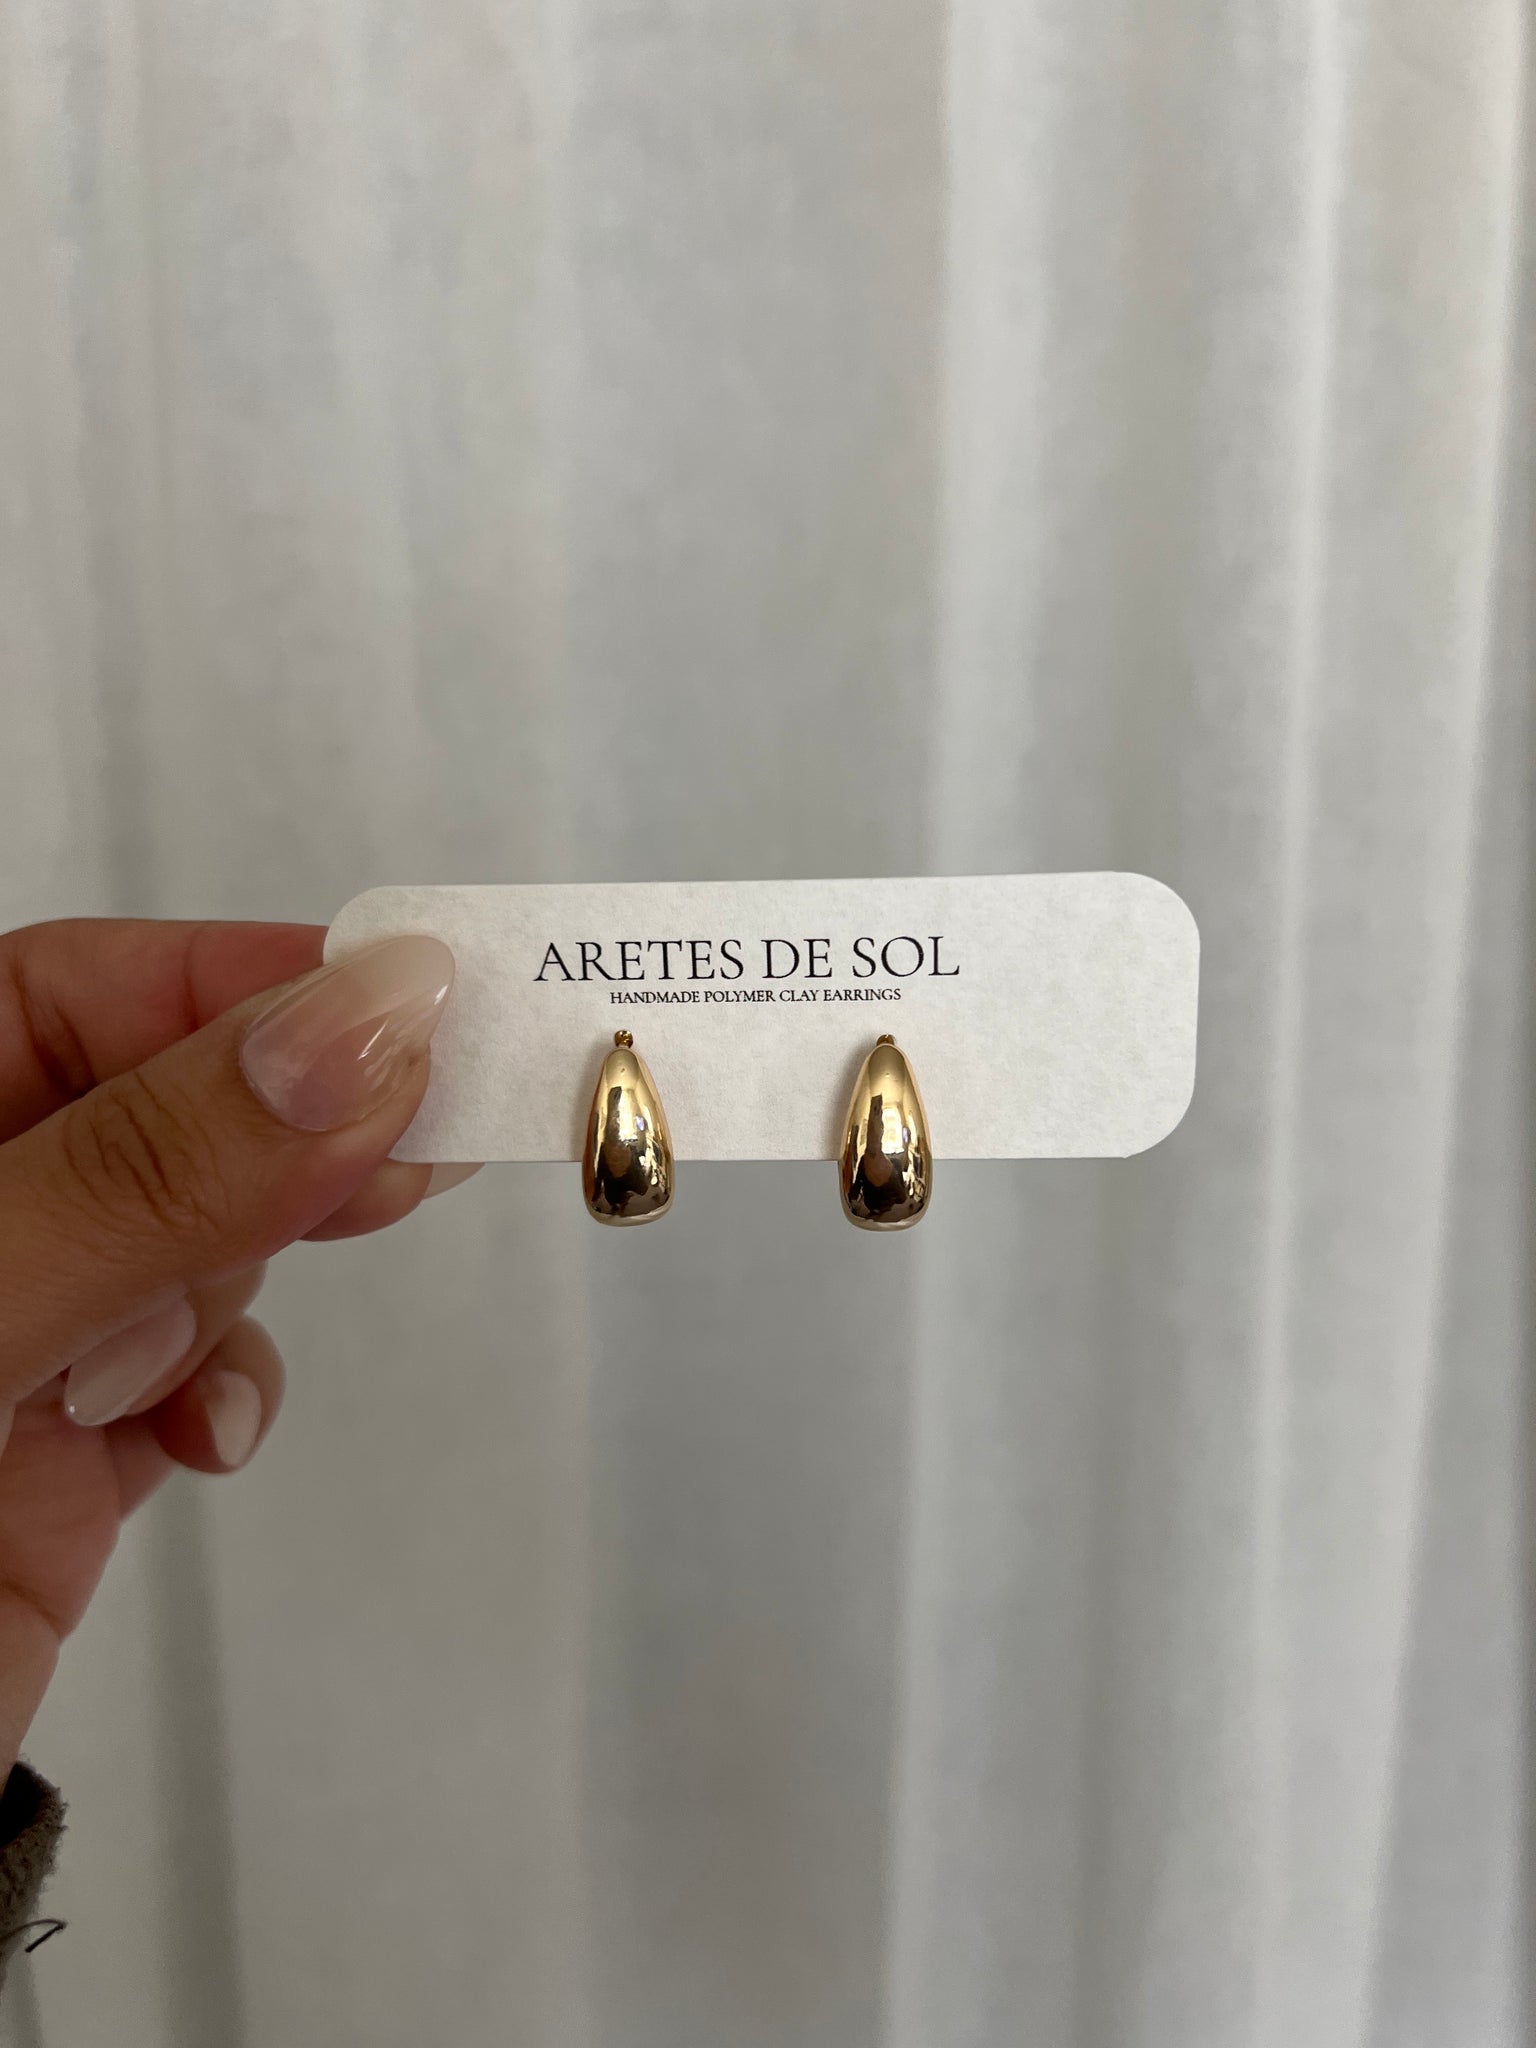 ARETES DE SOL
HANDMADE POLYMER CLAY EARRINGS